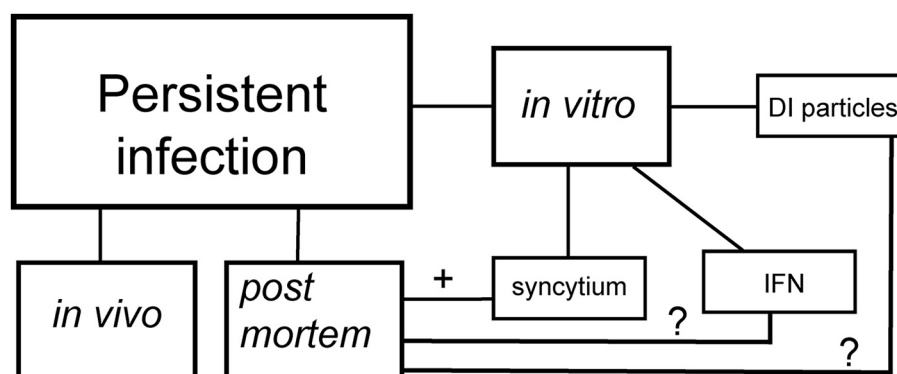 Persistent
infection
in vitro
DI particles
in vivo
post
mortem
+
syncytium
IFN
?
?